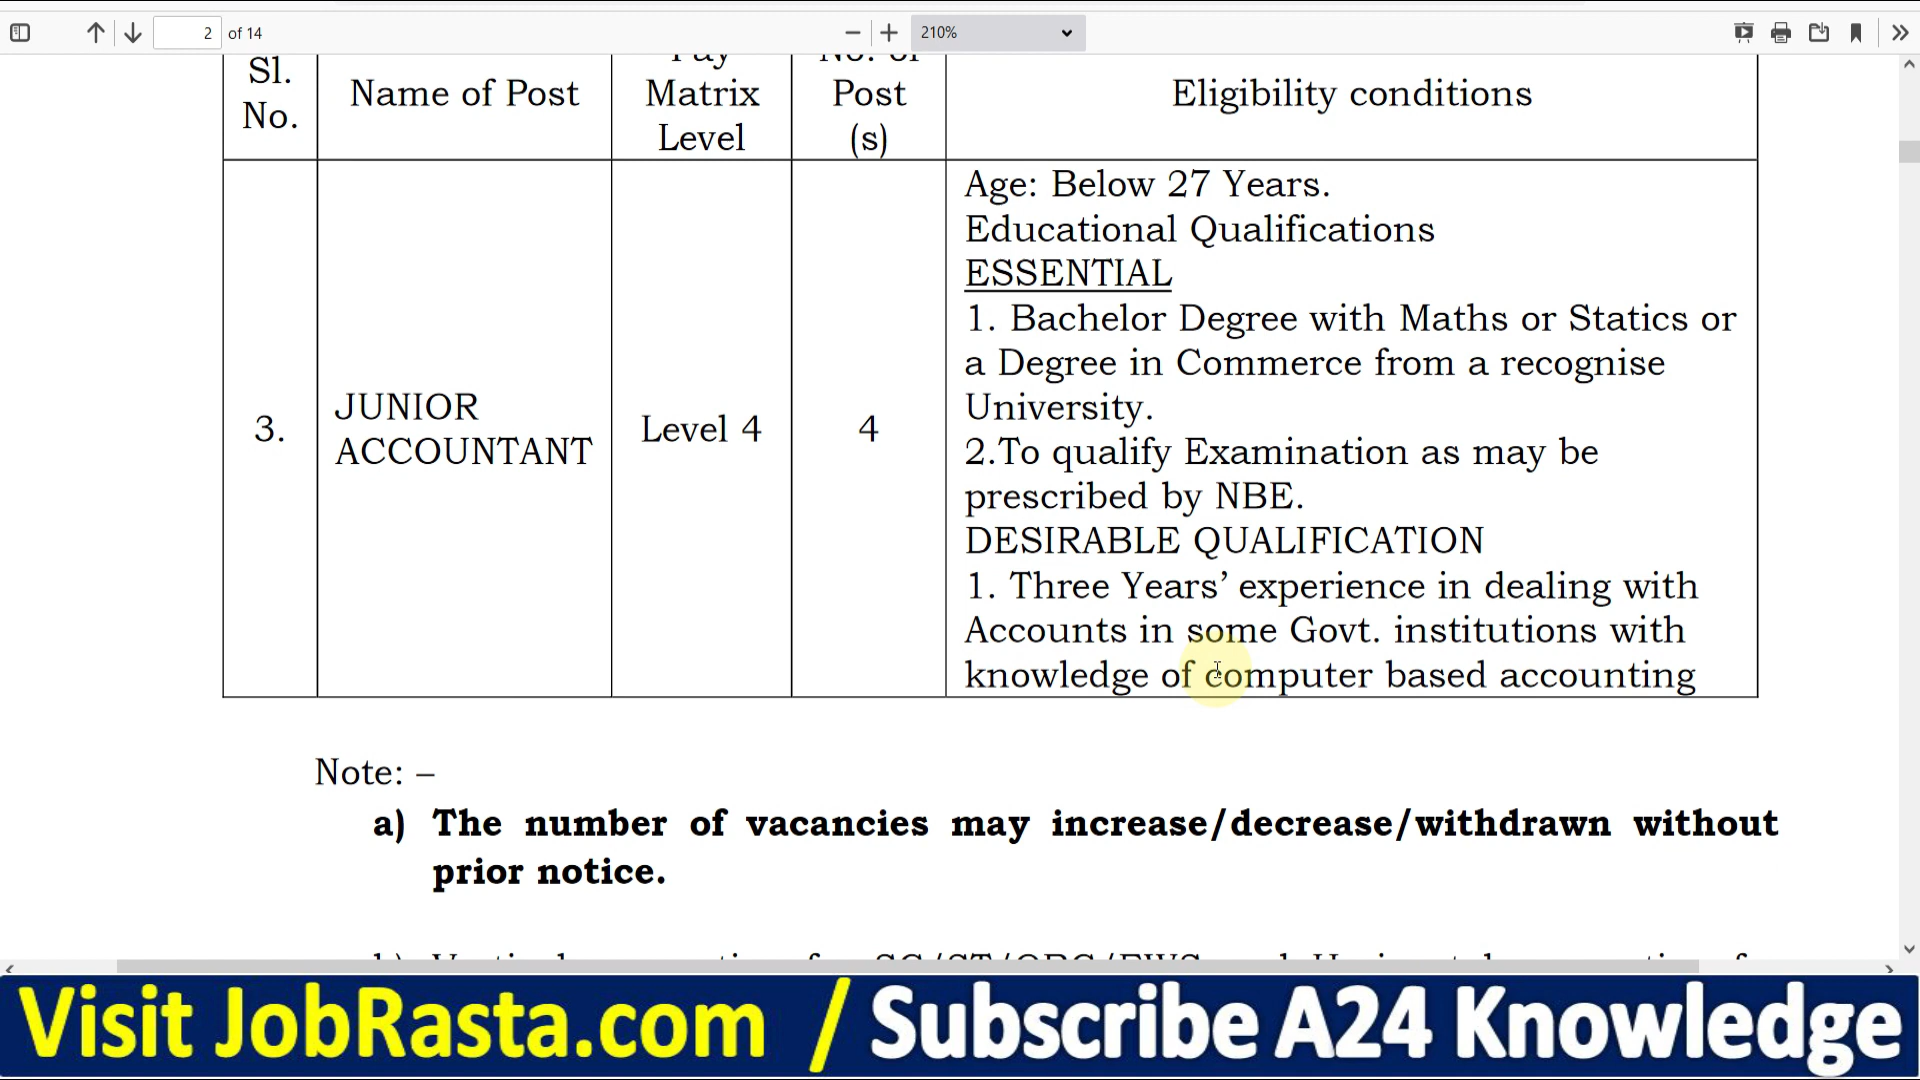 2 of 14 210%
Sl.
No.
Name of Post
Pay
Matrix
Level
No. of
Post
(s)
Eligibility conditions
3.
JUNIOR
ACCOUNTANT
Level 4
4
Age: Below 27 Years.
Educational Qualifications
ESSENTIAL
1. Bachelor Degree with Maths or Statics or
a Degree in Commerce from a recognise
University.
2.To qualify Examination as may be
prescribed by NBE.
DESIRABLE QUALIFICATION
1. Three Years’ experience in dealing with
Accounts in some Govt. institutions with
knowledge of computer based accounting
Note: –
a) The number of vacancies may increase/decrease/withdrawn without
prior notice.
Visit JobRasta.com / Subscribe A24 Knowledge